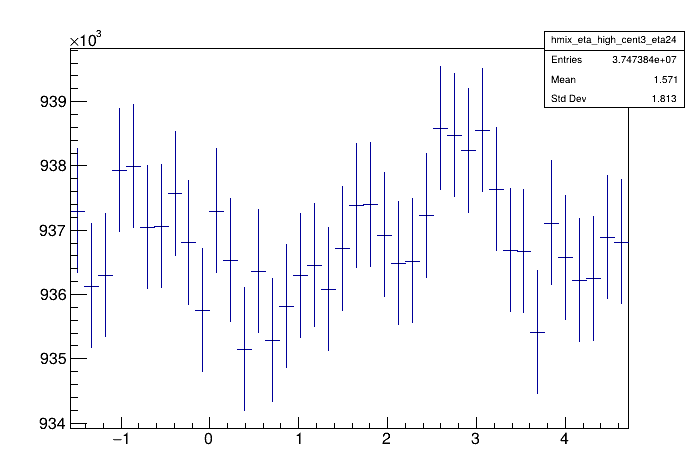 ×10³
hmix_eta_high_cent3_eta24
Entries 3.747384e+07
Mean 1.571
Std Dev 1.813
939
938
937
936
935
934
−1 0 1 2 3 4